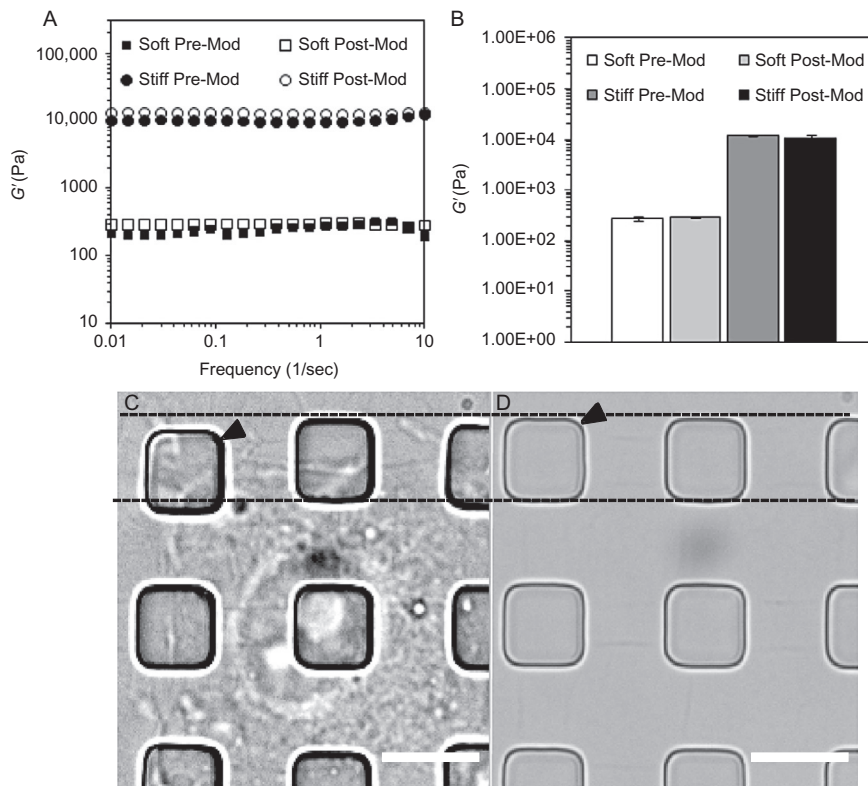 A
100,000
10,000
1000
100
10
G′(Pa)
Soft Pre-Mod
Soft Post-Mod
Stiff Pre-Mod
Stiff Post-Mod
0.01
0.1
1
10
Frequency (1/sec)
B
1.00E+06
1.00E+05
1.00E+04
1.00E+03
1.00E+02
1.00E+01
1.00E+00
G′(Pa)
Soft Pre-Mod
Soft Post-Mod
Stiff Pre-Mod
Stiff Post-Mod
C
D